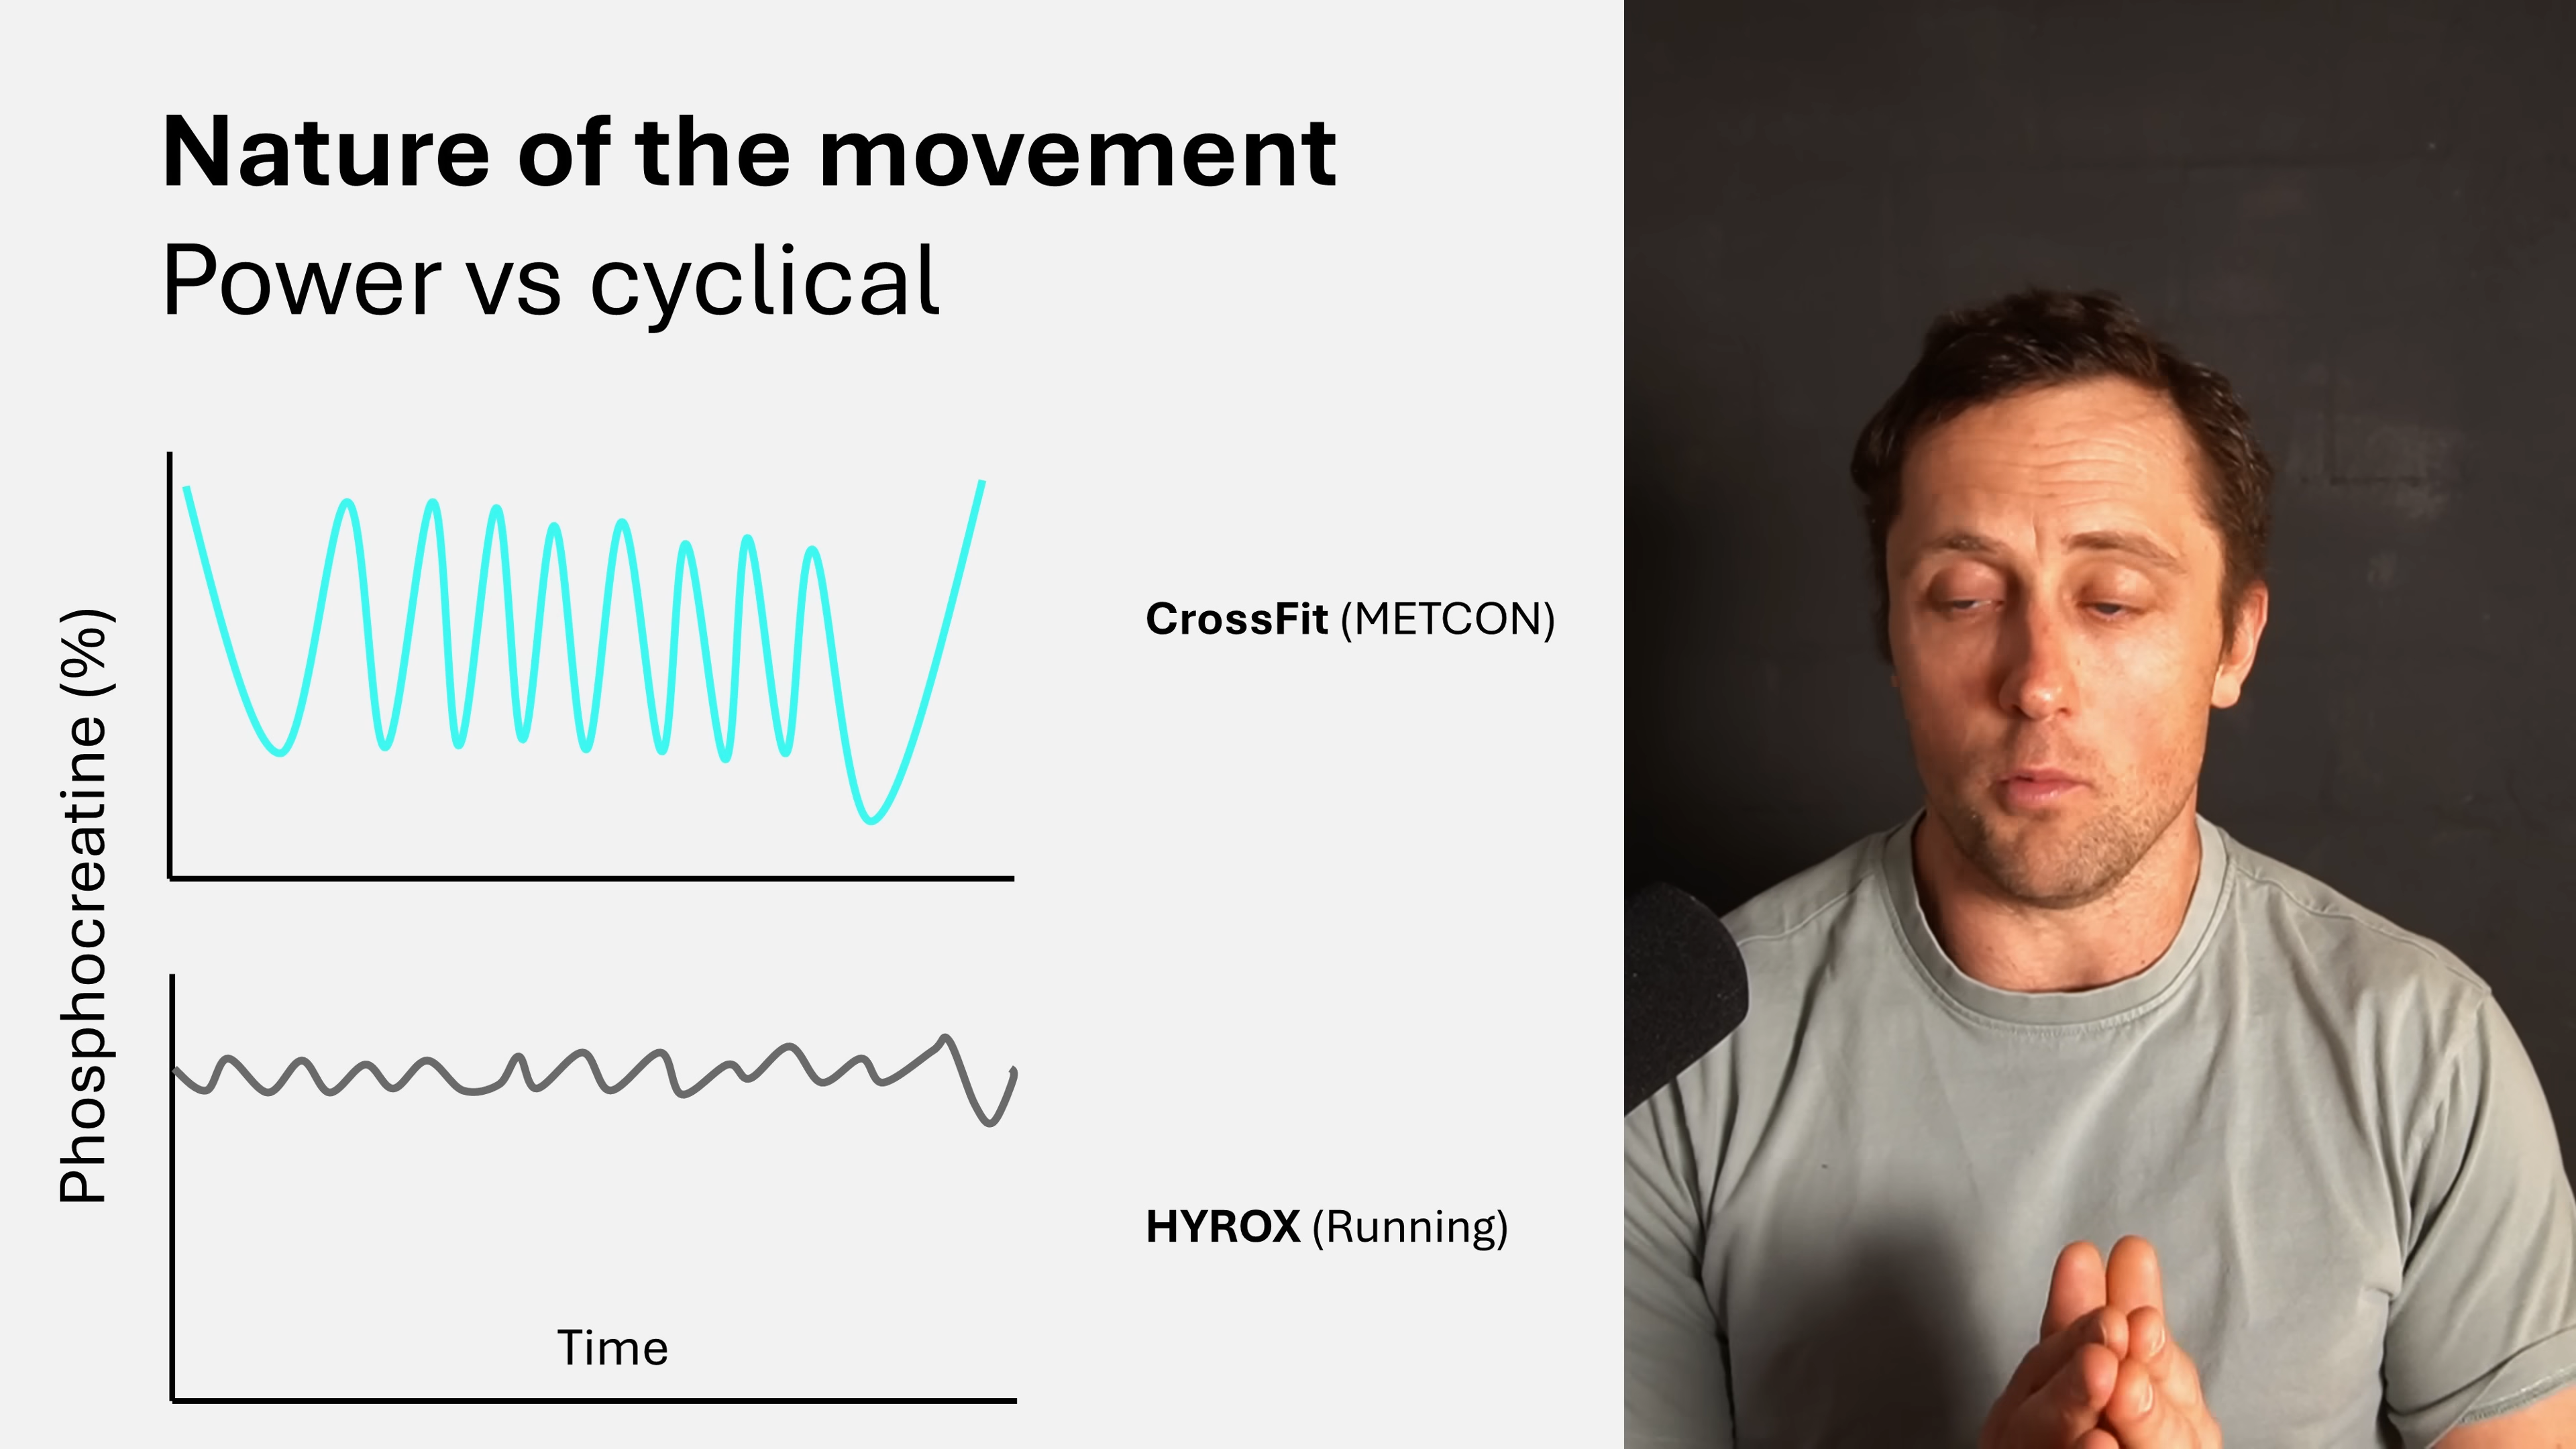 Nature of the movement
Power vs cyclical
Phosphocreatine (%)
CrossFit (METCON)
HYROX (Running)
Time